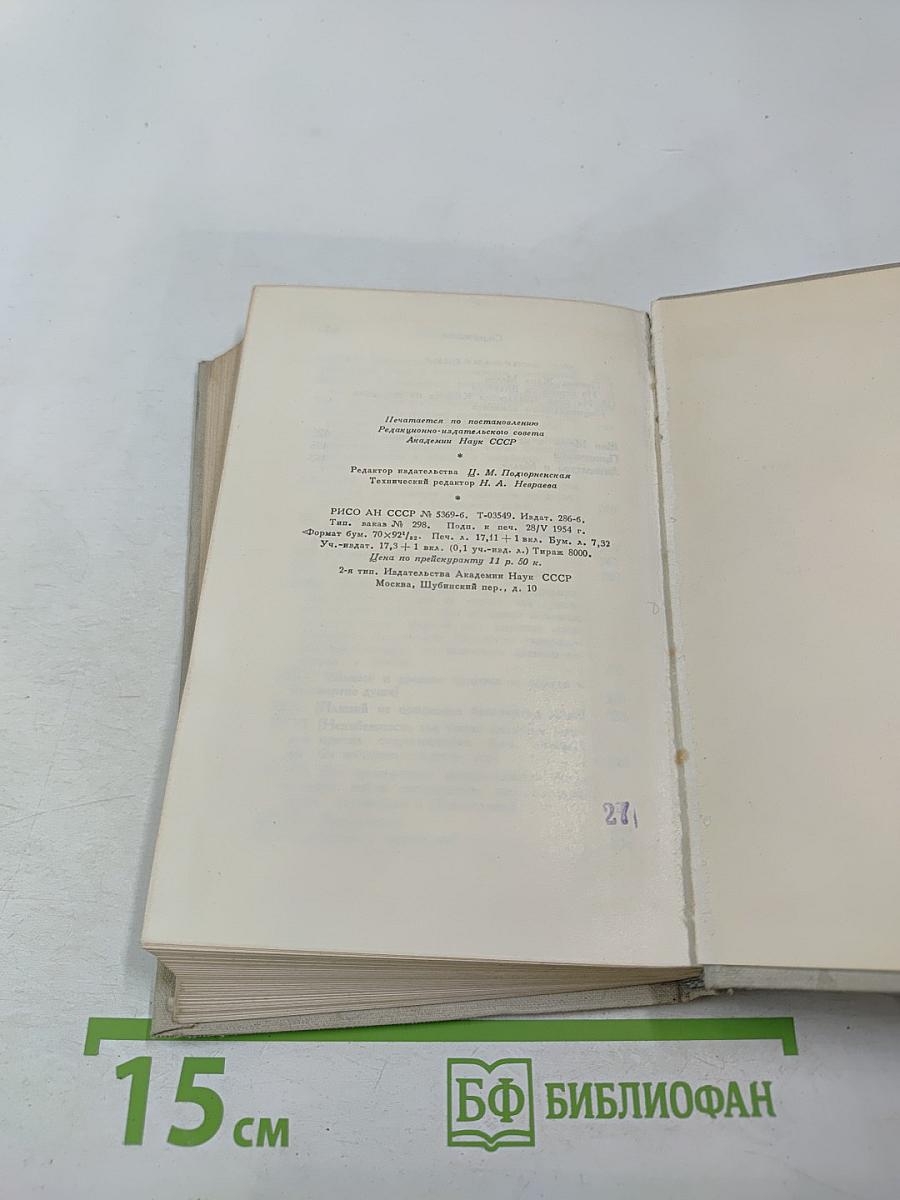 Печатается по постановлению
Редакционно-издательского совета
Академии Наук СССР
*
Редактор издательства Ц. М. Подгорненская
Технический редактор Н. А. Невраева
*
РИСО АН СССР № 5369-б. Т-03549. Издат. 286-б.
Тип. заказ № 298. Подп. к печ. 28/V 1954 г.
Формат бум. 70×92¹/₃₂. Печ. л. 17,11 + 1 вкл. Бум. л. 7,32
Уч.-издат. 17,3 + 1 вкл. (0,1 уч.-изд. л.) Тираж 8000.
Цена по прейскуранту 11 р. 50 к.
2-я тип. Издательства Академии Наук СССР
Москва, Шубинский пер., д. 10
271
15 см
БФ БИБЛИОФАН